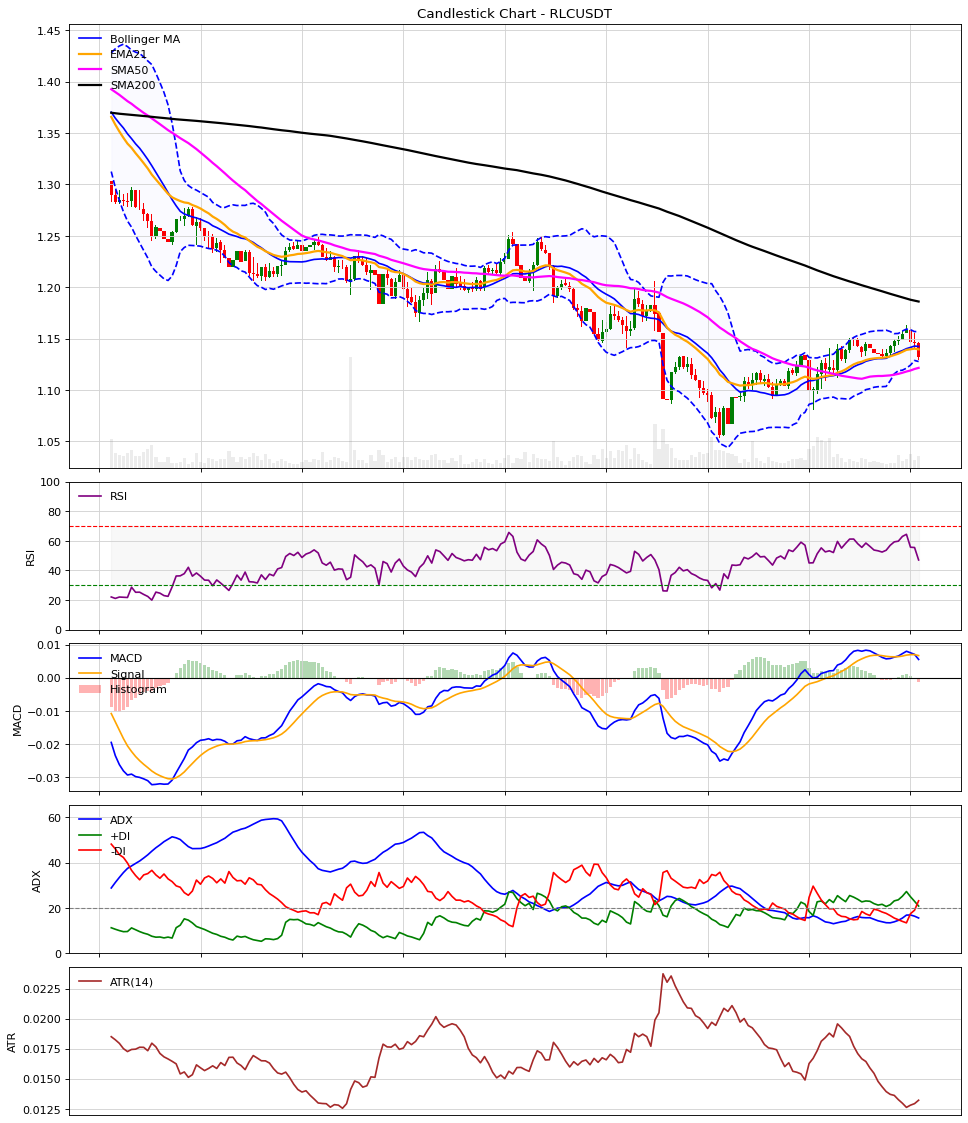 Candlestick Chart - RLCUSDT
1.45
1.40
1.35
1.30
1.25
1.20
1.15
1.10
1.05
Bollinger MA
EMA21
SMA50
SMA200
100
80
60
40
20
0
RSI
RSI
0.01
0.00
−0.01
−0.02
−0.03
MACD
MACD
Signal
Histogram
60
40
20
0
ADX
ADX
+DI
-DI
0.0225
0.0200
0.0175
0.0150
0.0125
ATR
ATR(14)